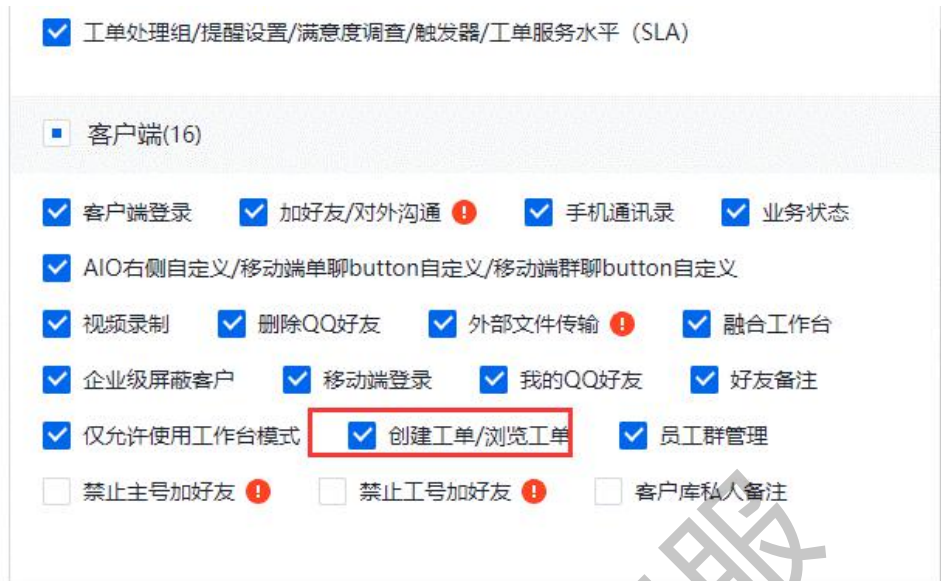 工单处理组/提醒设置/满意度调查/触发器/工单服务水平（SLA）
客户端(16)
客户端登录 加好友/对外沟通 手机通讯录 业务状态
AIO右侧自定义/移动端单聊button自定义/移动端群聊button自定义
视频录制 删除QQ好友 外部文件传输 融合工作台
企业级屏蔽客户 移动端登录 我的QQ好友 好友备注
仅允许使用工作台模式 创建工单/浏览工单 员工群管理
禁止主号加好友 禁止工号加好友 客户库私人备注
服